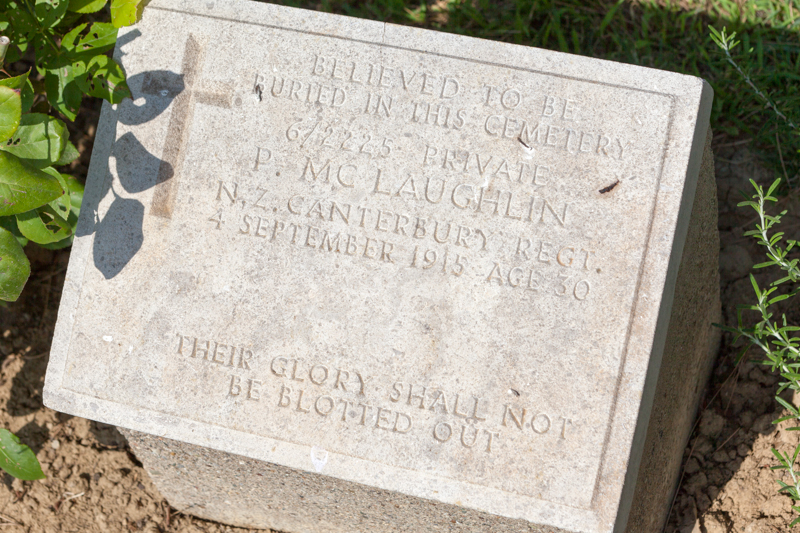 BELIEVED TO BE
BURIED IN THIS CEMETERY
6/2225 PRIVATE
P. MC LAUGHLIN
N.Z. CANTERBURY REGT.
4 SEPTEMBER 1915 AGE 30
THEIR GLORY SHALL NOT
BE BLOTTED OUT